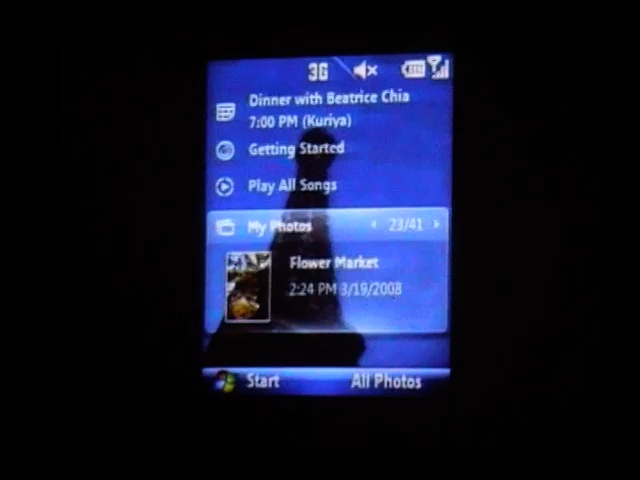 3G
Dinner with Beatrice Chia
7:00 PM (Kuriya)
Getting Started
Play All Songs
My Photos 23/41
Flower Market
2:24 PM 3/19/2008
Start All Photos